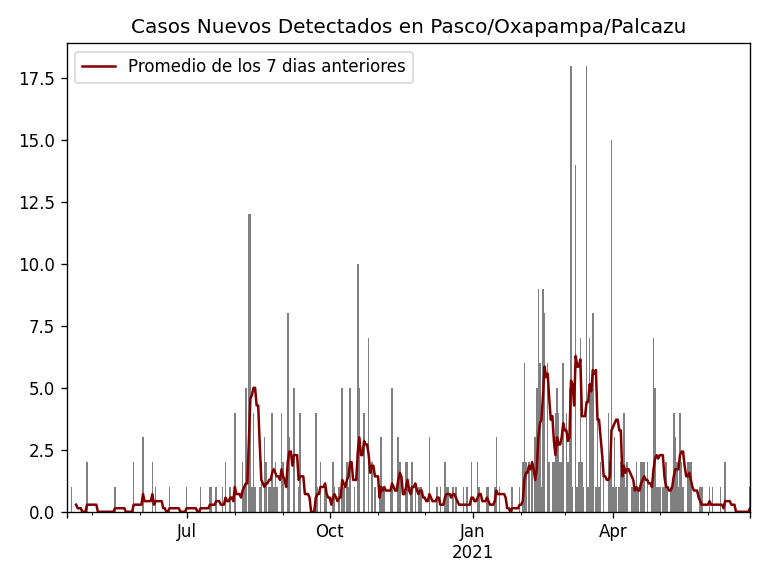 Casos Nuevos Detectados en Pasco/Oxapampa/Palcazu
Promedio de los 7 dias anteriores
17.5
15.0
12.5
10.0
7.5
5.0
2.5
0.0
Jul
Oct
Jan
2021
Apr